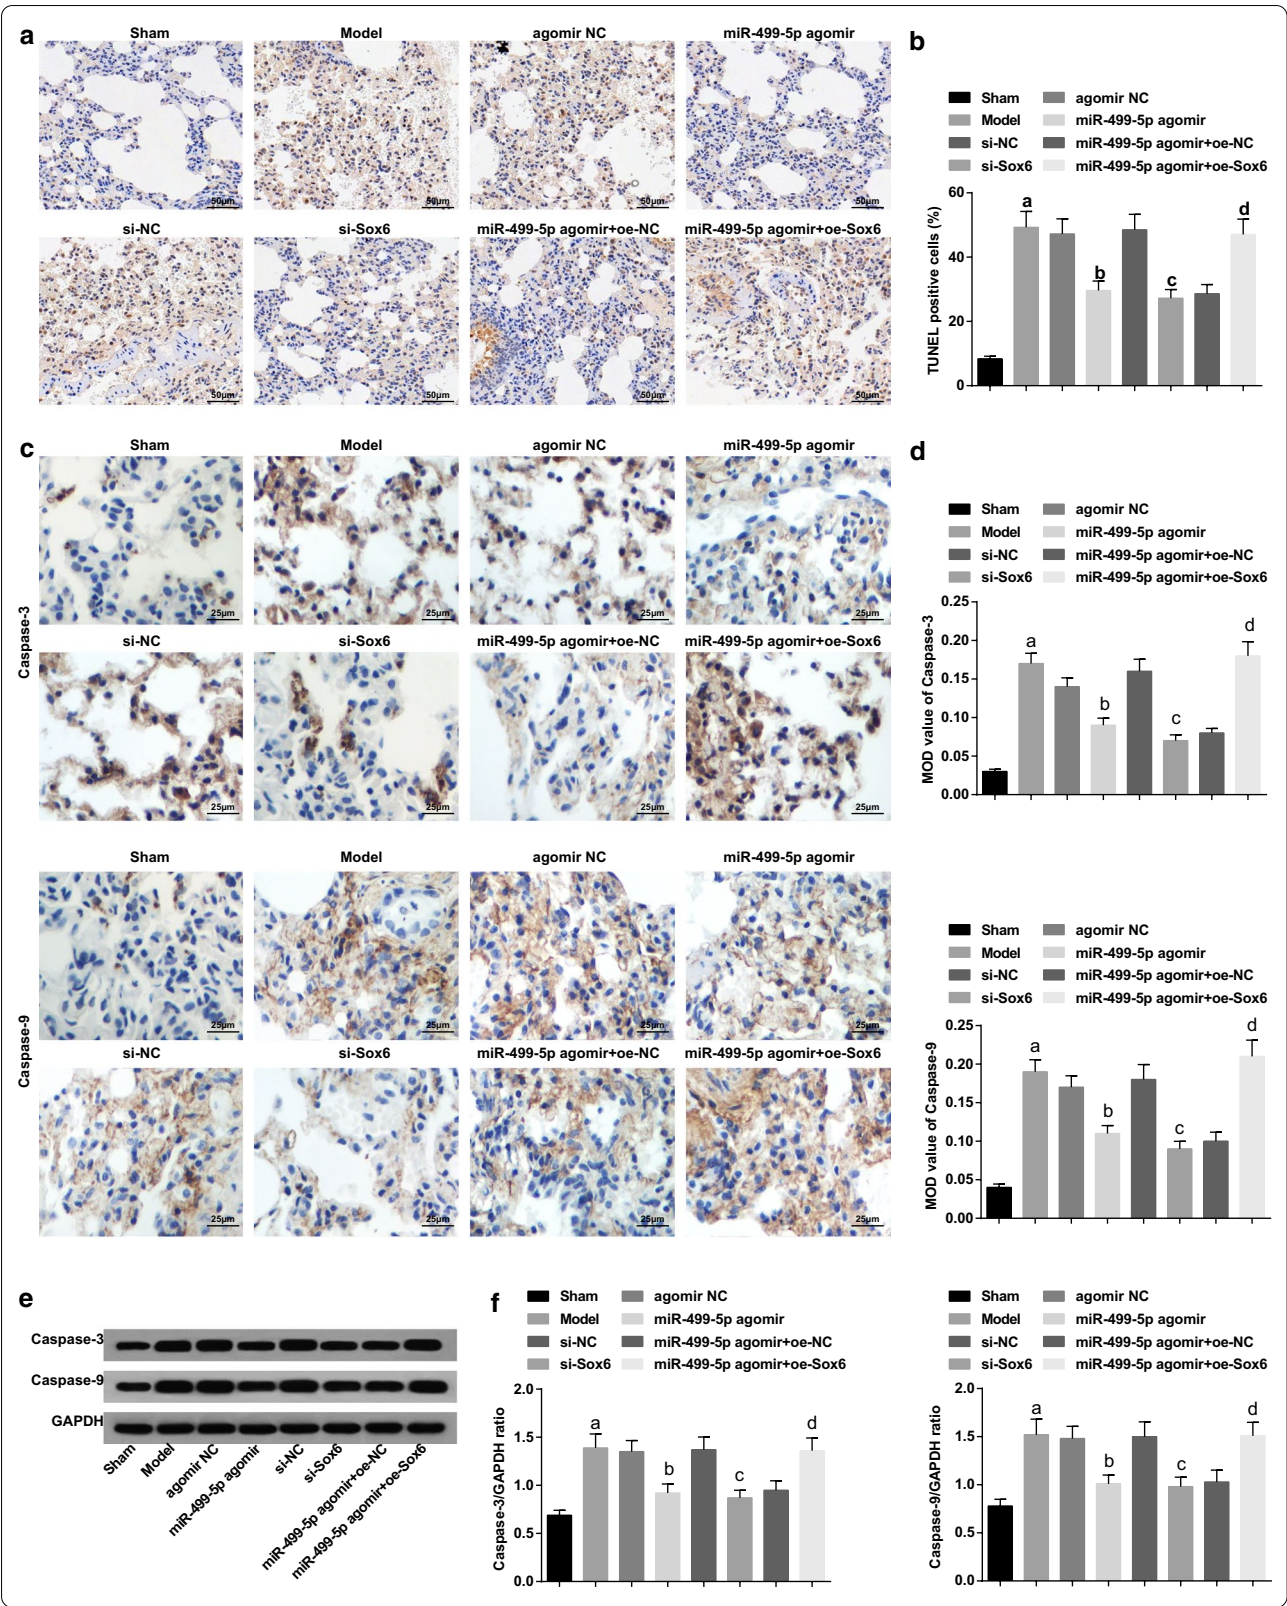 a
Sham Model agomir NC miR-499-5p agomir
50μm 50μm 50μm 50μm
si-NC si-Sox6 miR-499-5p agomir+oe-NC miR-499-5p agomir+oe-Sox6
50μm 50μm 50μm 50μm
b
Sham agomir NC
Model miR-499-5p agomir
si-NC miR-499-5p agomir+oe-NC
si-Sox6 miR-499-5p agomir+oe-Sox6
TUNEL positive cells (%)
60
40
20
0
a b c d
c
Caspase-3
Sham Model agomir NC miR-499-5p agomir
25μm 25μm 25μm 25μm
si-NC si-Sox6 miR-499-5p agomir+oe-NC miR-499-5p agomir+oe-Sox6
25μm 25μm 25μm 25μm
Caspase-9
Sham Model agomir NC miR-499-5p agomir
25μm 25μm 25μm 25μm
si-NC si-Sox6 miR-499-5p agomir+oe-NC miR-499-5p agomir+oe-Sox6
25μm 25μm 25μm 25μm
d
Sham agomir NC
Model miR-499-5p agomir
si-NC miR-499-5p agomir+oe-NC
si-Sox6 miR-499-5p agomir+oe-Sox6
MOD value of Caspase-3
0.25
0.20
0.15
0.10
0.05
0.00
a b c d
Sham agomir NC
Model miR-499-5p agomir
si-NC miR-499-5p agomir+oe-NC
si-Sox6 miR-499-5p agomir+oe-Sox6
MOD value of Caspase-9
0.25
0.20
0.15
0.10
0.05
0.00
a b c d
e
Caspase-3
Caspase-9
GAPDH
Sham
Model
agomir NC
miR-499-5p agomir
si-NC
si-Sox6
miR-499-5p agomir+oe-NC
miR-499-5p agomir+oe-Sox6
f
Sham agomir NC
Model miR-499-5p agomir
si-NC miR-499-5p agomir+oe-NC
si-Sox6 miR-499-5p agomir+oe-Sox6
Caspase-3/GAPDH ratio
2.0
1.5
1.0
0.5
0.0
a b c d
Sham agomir NC
Model miR-499-5p agomir
si-NC miR-499-5p agomir+oe-NC
si-Sox6 miR-499-5p agomir+oe-Sox6
Caspase-9/GAPDH ratio
2.0
1.5
1.0
0.5
0.0
a b c d